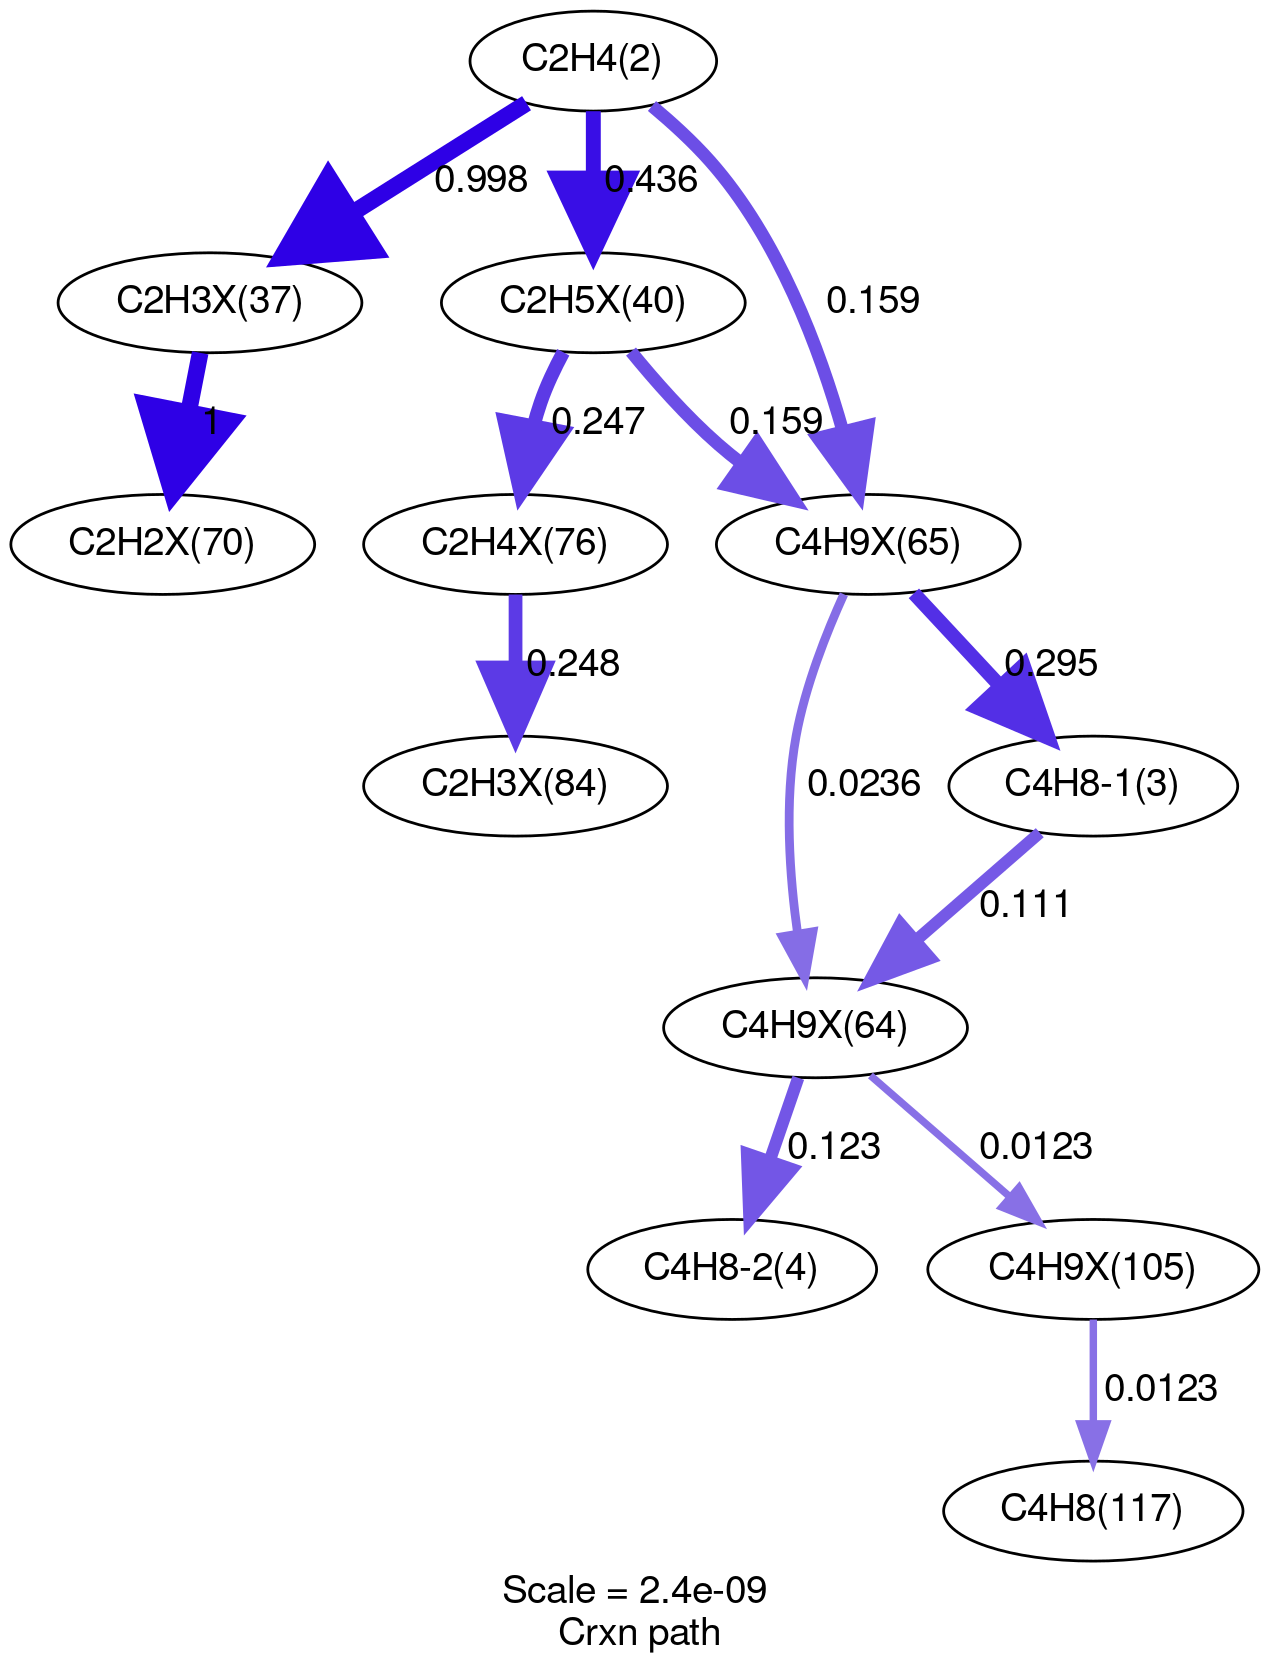 C2H4(2)
0.998
0.436
C2H3X(37)
C2H5X(40)
0.159
1
0.247
0.159
C2H2X(70)
C2H4X(76)
C4H9X(65)
0.248
0.295
C2H3X(84)
0.0236
C4H8-1(3)
0.111
C4H9X(64)
0.123
0.0123
C4H8-2(4)
C4H9X(105)
0.0123
C4H8(117)
Scale = 2.4e-09
Crxn path